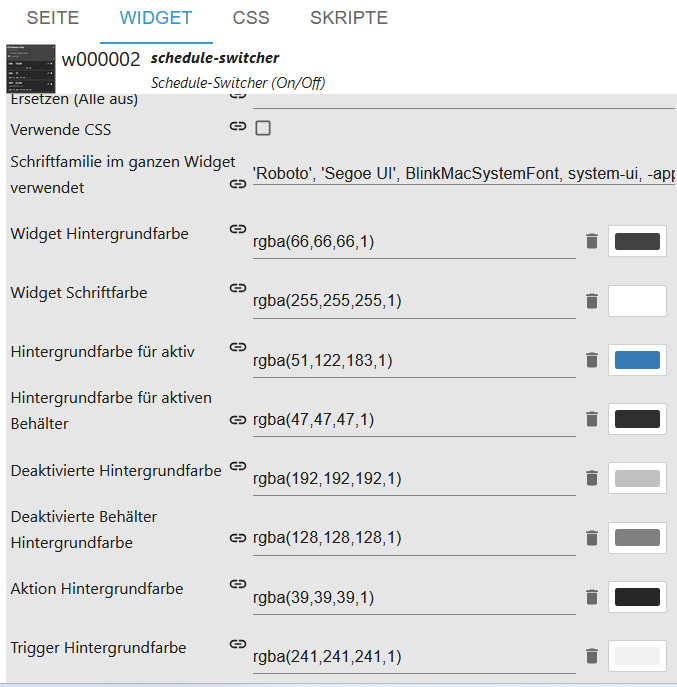 SEITE WIDGET CSS SKRIPTE
w000002 schedule-switcher
Schedule-Switcher (On/Off)
Ersetzen (Alle aus)
Verwende CSS
Schriftfamilie im ganzen Widget
verwendet
'Roboto', 'Segoe UI', BlinkMacSystemFont, system-ui, -app
Widget Hintergrundfarbe
rgba(66,66,66,1)
Widget Schriftfarbe
rgba(255,255,255,1)
Hintergrundfarbe für aktiv
rgba(51,122,183,1)
Hintergrundfarbe für aktiven
Behälter
rgba(47,47,47,1)
Deaktivierte Hintergrundfarbe
rgba(192,192,192,1)
Deaktivierte Behälter
Hintergrundfarbe
rgba(128,128,128,1)
Aktion Hintergrundfarbe
rgba(39,39,39,1)
Trigger Hintergrundfarbe
rgba(241,241,241,1)